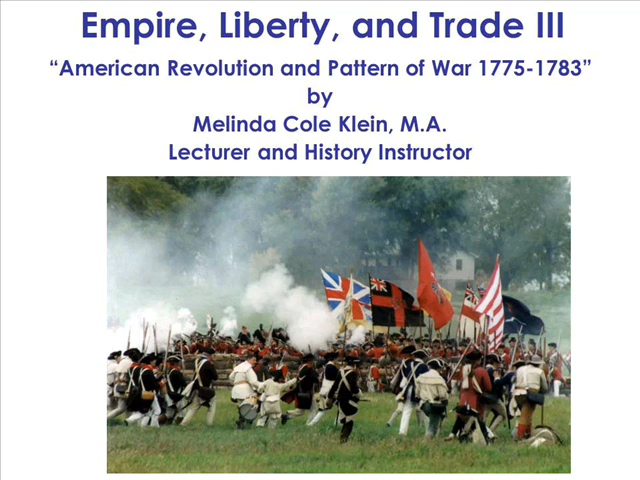 Empire, Liberty, and Trade III
“American Revolution and Pattern of War 1775-1783”
by
Melinda Cole Klein, M.A.
Lecturer and History Instructor